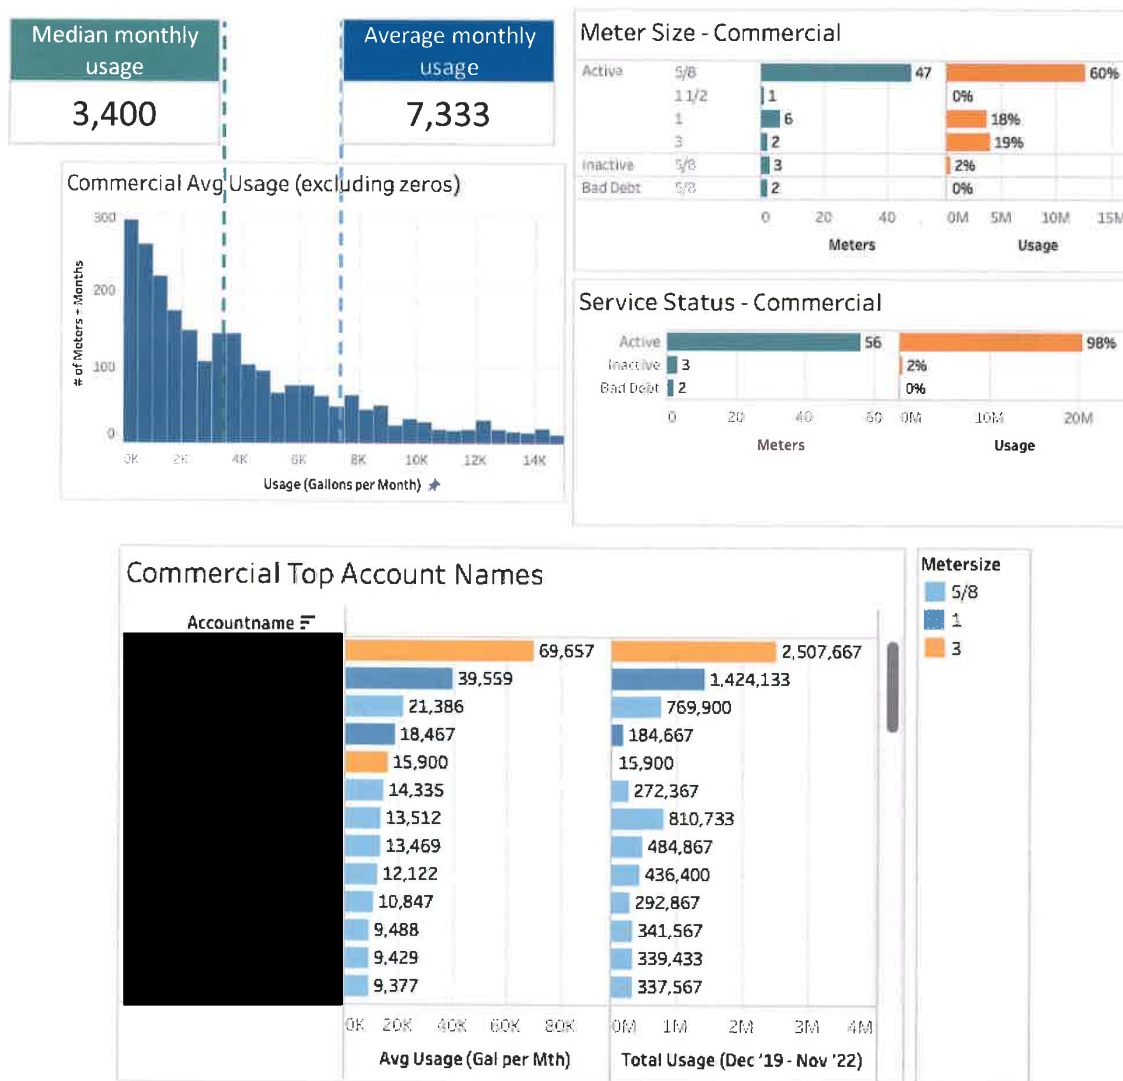 Median monthly
usage
3,400
Average monthly
usage
7,333
Commercial Avg Usage (excluding zeros)
# of Meters + Months
300
200
100
0
0K 2K 4K 6K 8K 10K 12K 14K
Usage (Gallons per Month)
Meter Size - Commercial
Active 5/8 47 60%
1 1/2 1 0%
1 6 18%
3 2 19%
Inactive 5/8 3 2%
Bad Debt 5/8 2 0%
0 20 40 0M 5M 10M 15M
Meters Usage
Service Status - Commercial
Active 56 98%
Inactive 3 2%
Bad Debt 2 0%
0 20 40 60 0M 10M 20M
Meters Usage
Commercial Top Account Names
Accountname
69,657 2,507,667
39,559 1,424,133
21,386 769,900
18,467 184,667
15,900 15,900
14,335 272,367
13,512 810,733
13,469 484,867
12,122 436,400
10,847 292,867
9,488 341,567
9,429 339,433
9,377 337,567
0K 20K 40K 60K 80K 0M 1M 2M 3M 4M
Avg Usage (Gal per Mth) Total Usage (Dec '19 - Nov '22)
Metersize
5/8
1
3